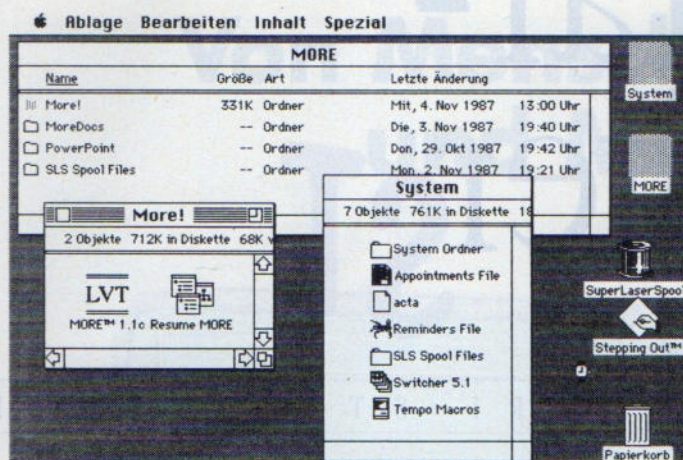 Ablage Bearbeiten Inhalt Spezial
MORE
Name Größe Art Letzte Änderung
More! 331K Ordner Mit, 4. Nov 1987 13:00 Uhr
MoreDocs -- Ordner Die, 3. Nov 1987 19:40 Uhr
PowerPoint -- Ordner Don, 29. Okt 1987 19:42 Uhr
SLS Spool Files -- Ordner Mon, 2. Nov 1987 19:21 Uhr
More!
2 Objekte 712K in Diskette 68K v
LVT
MORE™ 1.1c Resume MORE
System
7 Objekte 761K in Diskette 18
System Ordner
Appointments File
acta
Reminders File
SLS Spool Files
Switcher 5.1
Tempo Macros
System
MORE
SuperLaserSpool
Stepping Out™
Papierkorb